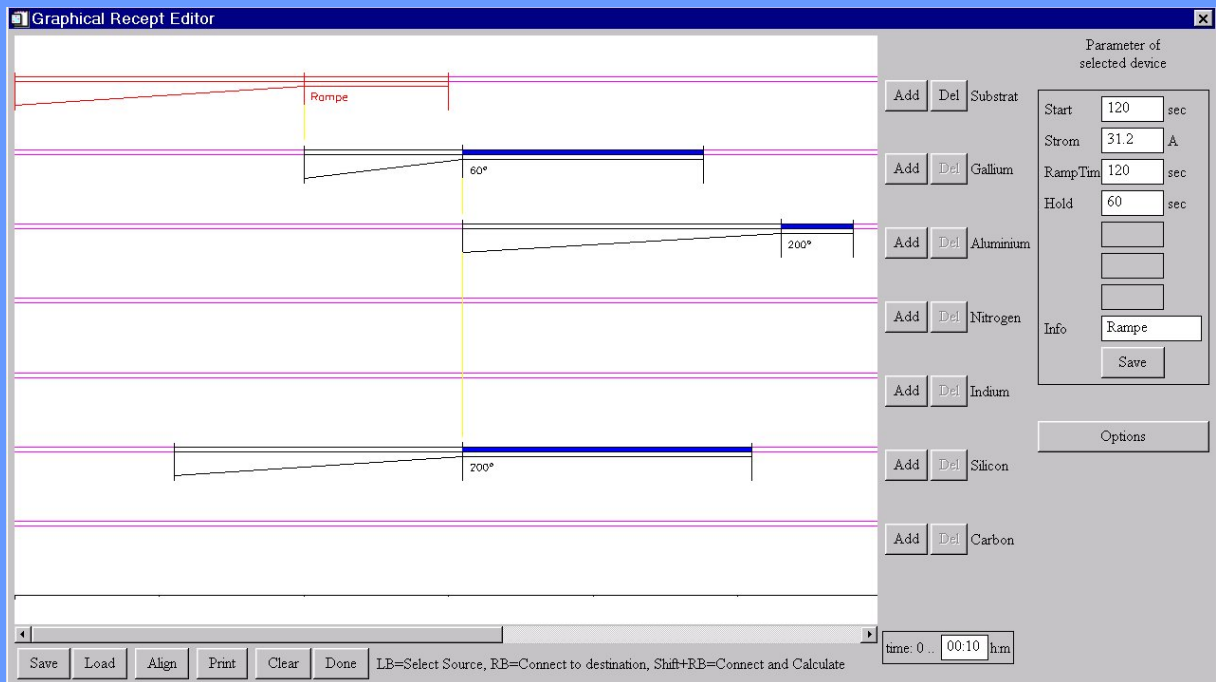 Graphical Recept Editor
Parameter of
selected device
Rampe
Add Del Substrat
Start 120 sec
Strom 31.2 A
60°
Add Del Gallium
RampTim 120 sec
Hold 60 sec
200°
Add Del Aluminium
Add Del Nitrogen
Info Rampe
Save
Add Del Indium
Options
200°
Add Del Silicon
Add Del Carbon
time: 0 .. 00:10 h:m
Save Load Align Print Clear Done LB=Select Source, RB=Connect to destination, Shift+RB=Connect and Calculate